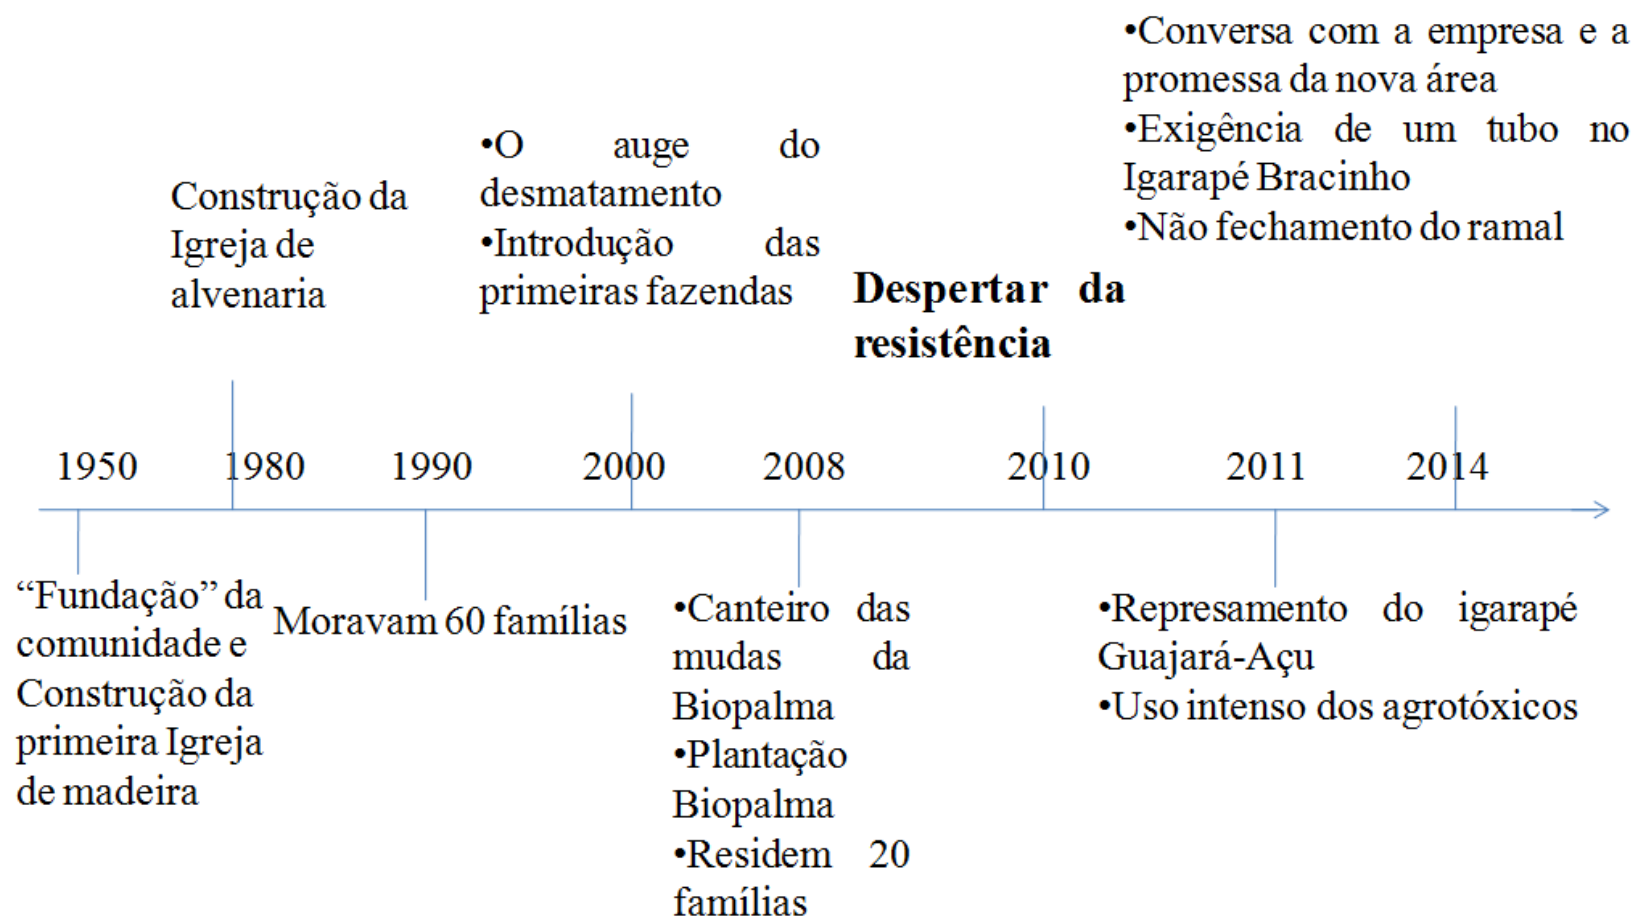 •Conversa com a empresa e a
promessa da nova área
•Exigência de um tubo no
Igarapé Bracinho
•Não fechamento do ramal
•O auge do
desmatamento
•Introdução das
primeiras fazendas
Construção da
Igreja de
alvenaria
Despertar da
resistência
1950 1980 1990 2000 2008 2010 2011 2014
“Fundação” da
comunidade e
Construção da
primeira Igreja
de madeira
Moravam 60 famílias
•Canteiro das
mudas da
Biopalma
•Plantação
Biopalma
•Residem 20
famílias
•Represamento do igarapé
Guajará-Açu
•Uso intenso dos agrotóxicos